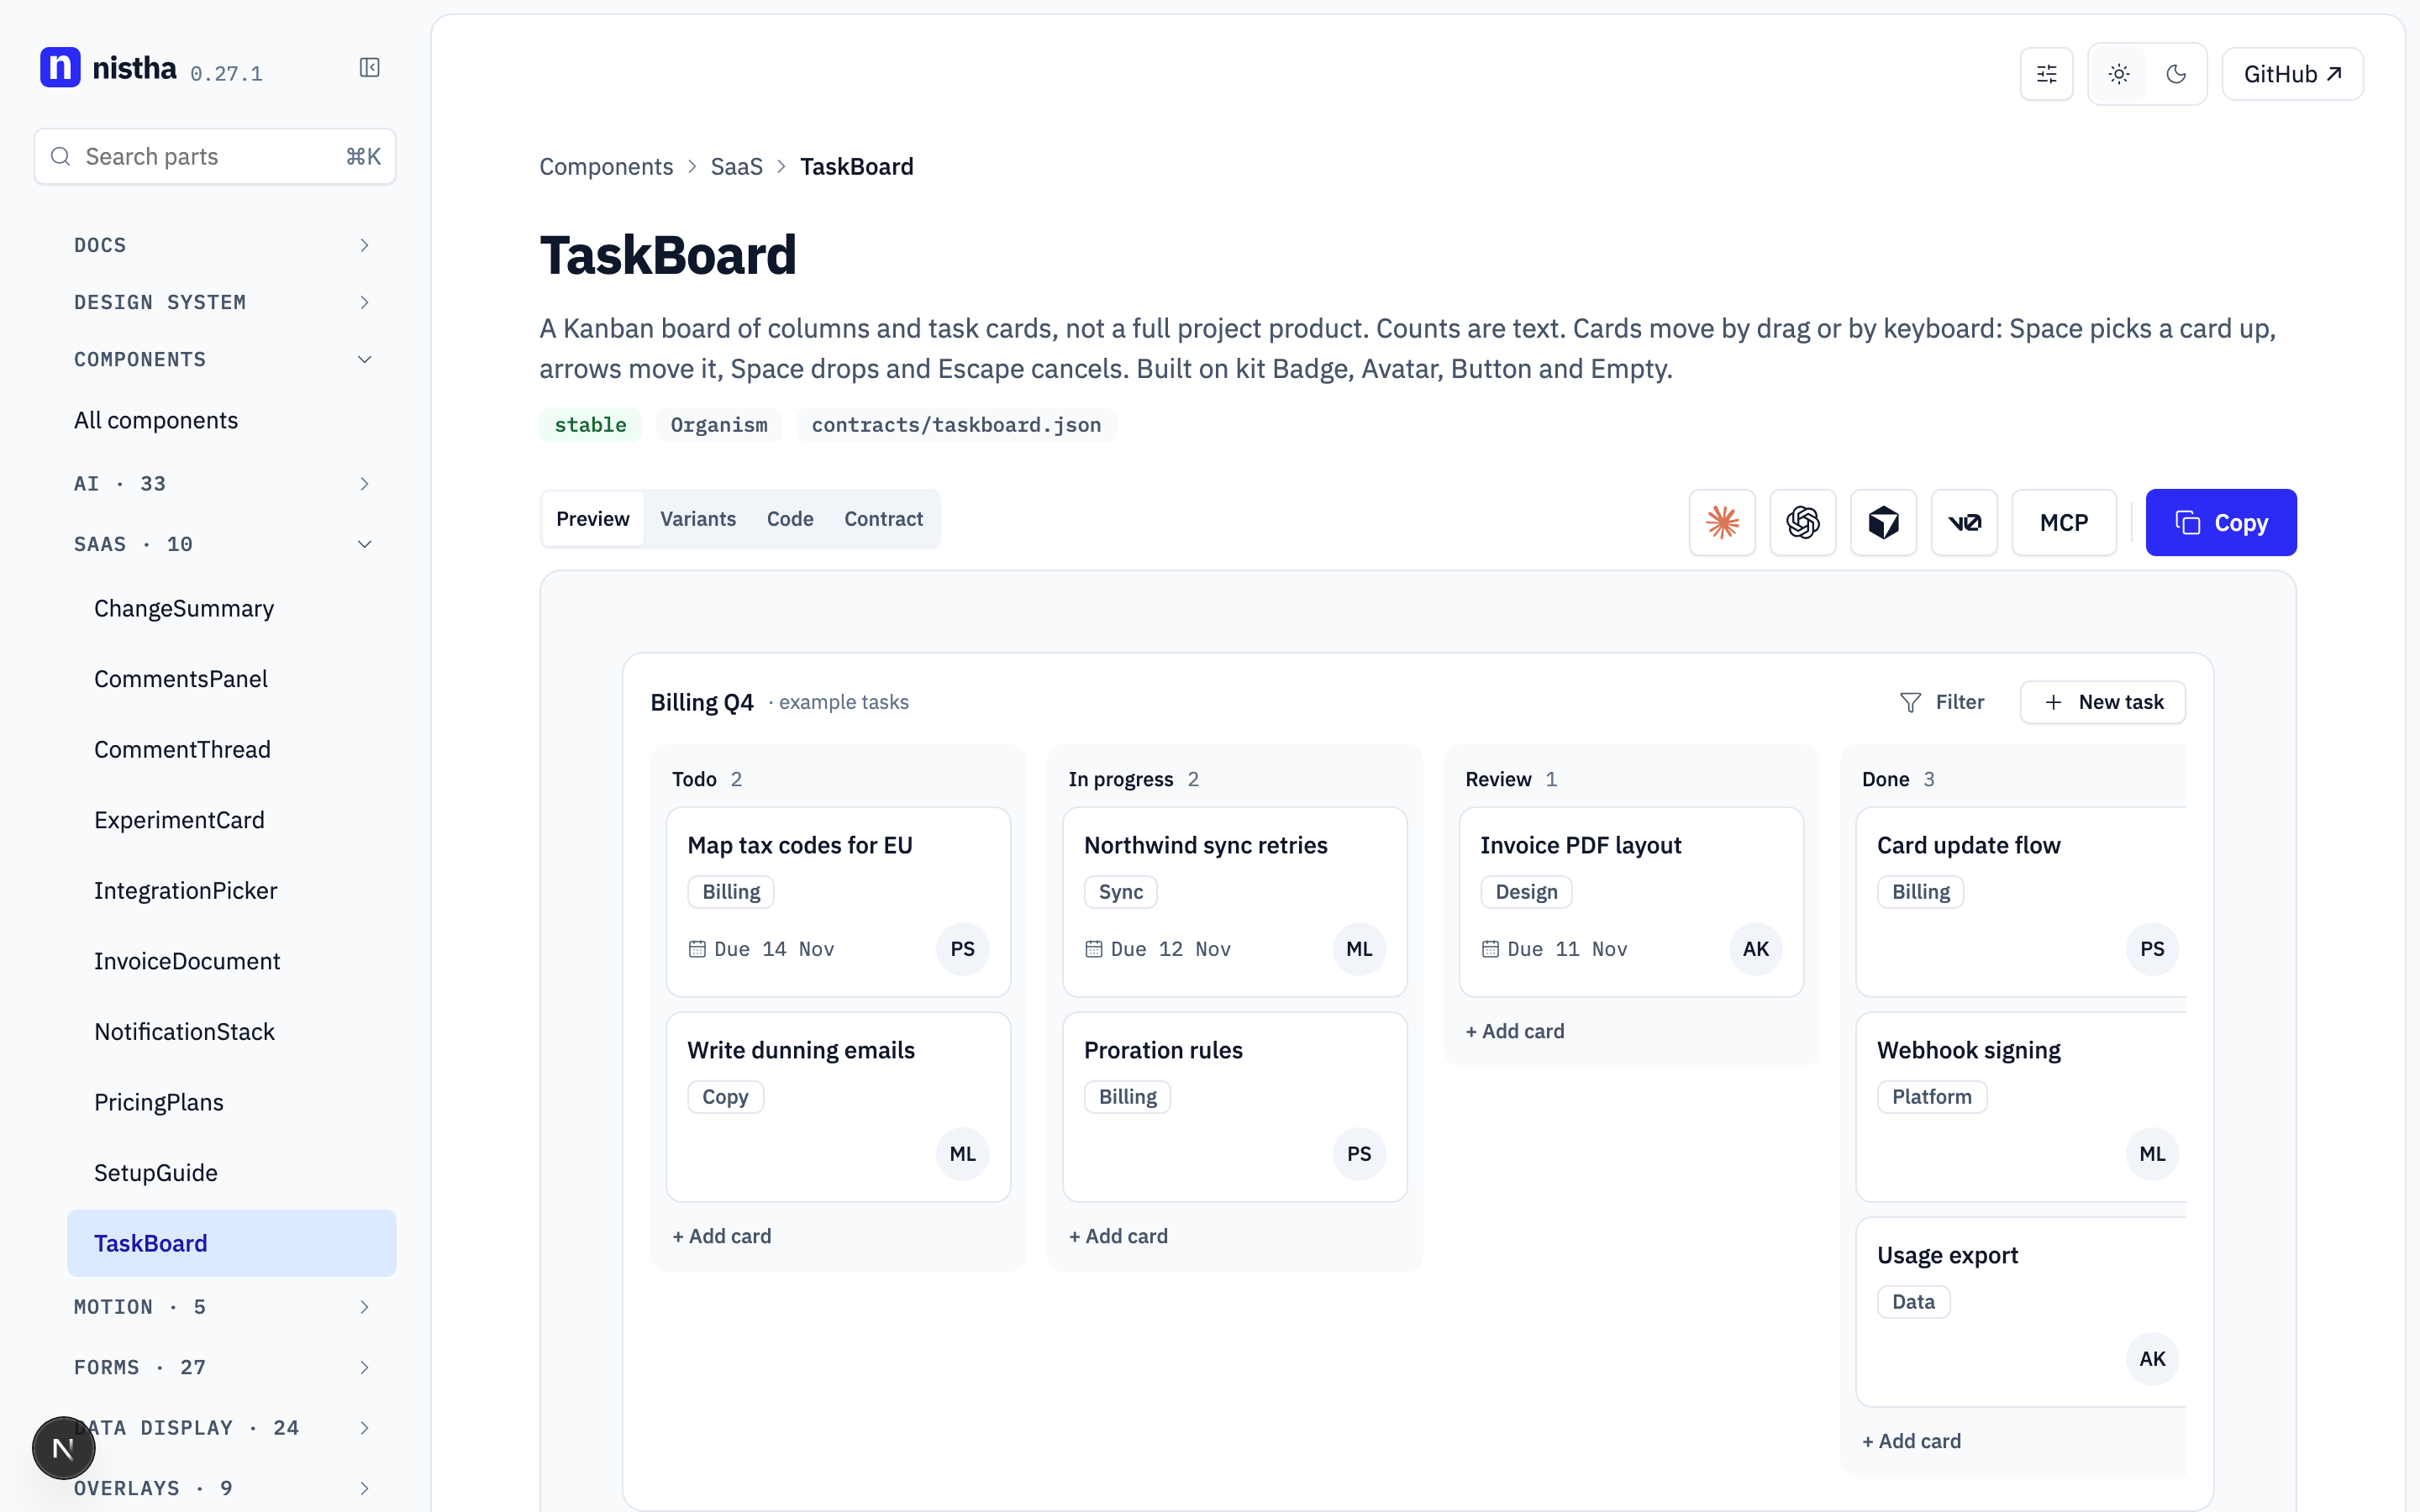 n nistha 0.27.1
Search parts ⌘K
DOCS
DESIGN SYSTEM
COMPONENTS
All components
AI · 33
SAAS · 10
ChangeSummary
CommentsPanel
CommentThread
ExperimentCard
IntegrationPicker
InvoiceDocument
NotificationStack
PricingPlans
SetupGuide
TaskBoard
MOTION · 5
FORMS · 27
DATA DISPLAY · 24
N
OVERLAYS · 9
GitHub
Components > SaaS > TaskBoard
TaskBoard
A Kanban board of columns and task cards, not a full project product. Counts are text. Cards move by drag or by keyboard: Space picks a card up,
arrows move it, Space drops and Escape cancels. Built on kit Badge, Avatar, Button and Empty.
stable Organism contracts/taskboard.json
Preview Variants Code Contract
v0 MCP Copy
Billing Q4 · example tasks
Filter + New task
Todo 2
Map tax codes for EU
Billing
Due 14 Nov PS
Write dunning emails
Copy
ML
+ Add card
In progress 2
Northwind sync retries
Sync
Due 12 Nov ML
Proration rules
Billing
PS
+ Add card
Review 1
Invoice PDF layout
Design
Due 11 Nov AK
+ Add card
Done 3
Card update flow
Billing
PS
Webhook signing
Platform
ML
Usage export
Data
AK
+ Add card